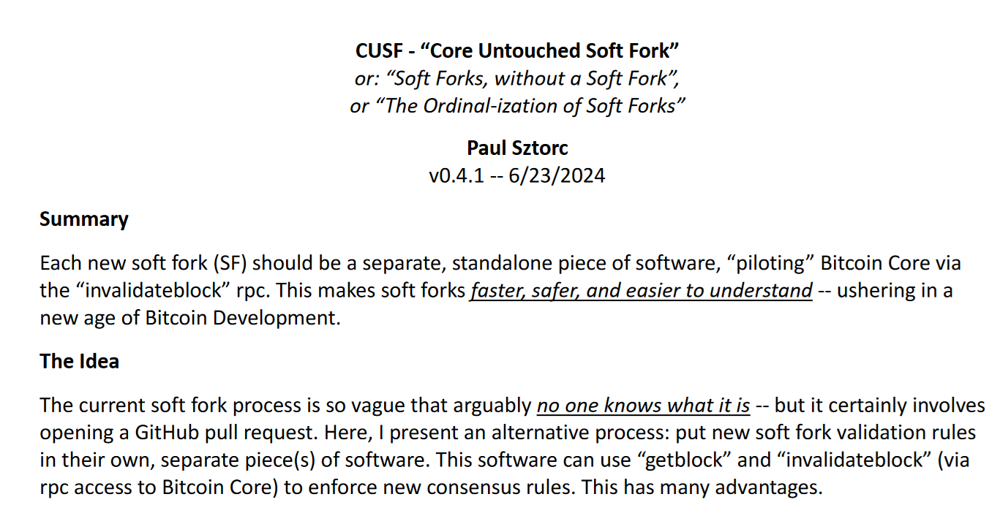 CUSF - “Core Untouched Soft Fork”
or: “Soft Forks, without a Soft Fork”,
or “The Ordinal-ization of Soft Forks”
Paul Sztorc
v0.4.1 -- 6/23/2024
Summary
Each new soft fork (SF) should be a separate, standalone piece of software, “piloting” Bitcoin Core via
the “invalidateblock” rpc. This makes soft forks faster, safer, and easier to understand -- ushering in a
new age of Bitcoin Development.
The Idea
The current soft fork process is so vague that arguably no one knows what it is -- but it certainly involves
opening a GitHub pull request. Here, I present an alternative process: put new soft fork validation rules
in their own, separate piece(s) of software. This software can use “getblock” and “invalidateblock” (via
rpc access to Bitcoin Core) to enforce new consensus rules. This has many advantages.